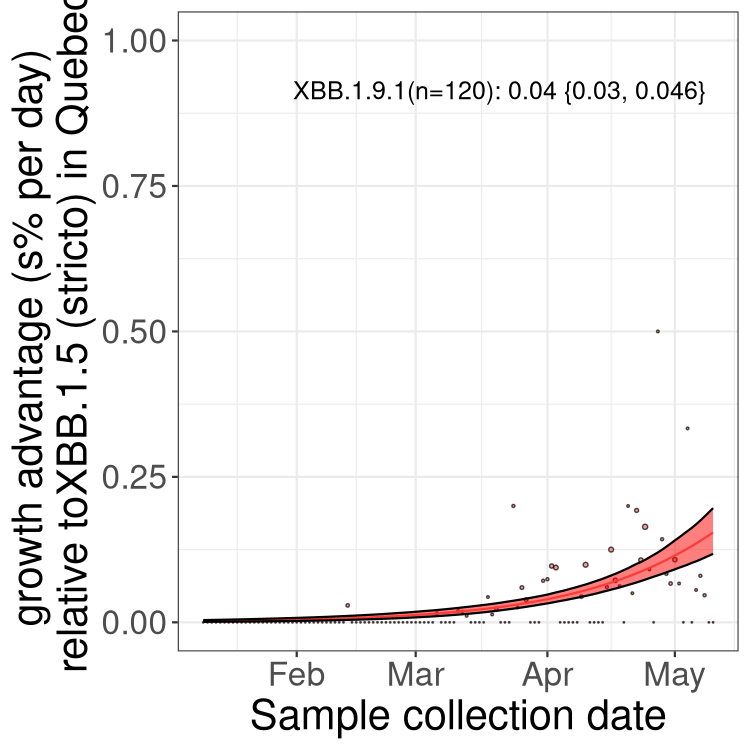 growth advantage (s% per day)
relative toXBB.1.5 (stricto) in Quebec
1.00
0.75
0.50
0.25
0.00
XBB.1.9.1(n=120): 0.04 {0.03, 0.046}
Feb
Mar
Apr
May
Sample collection date